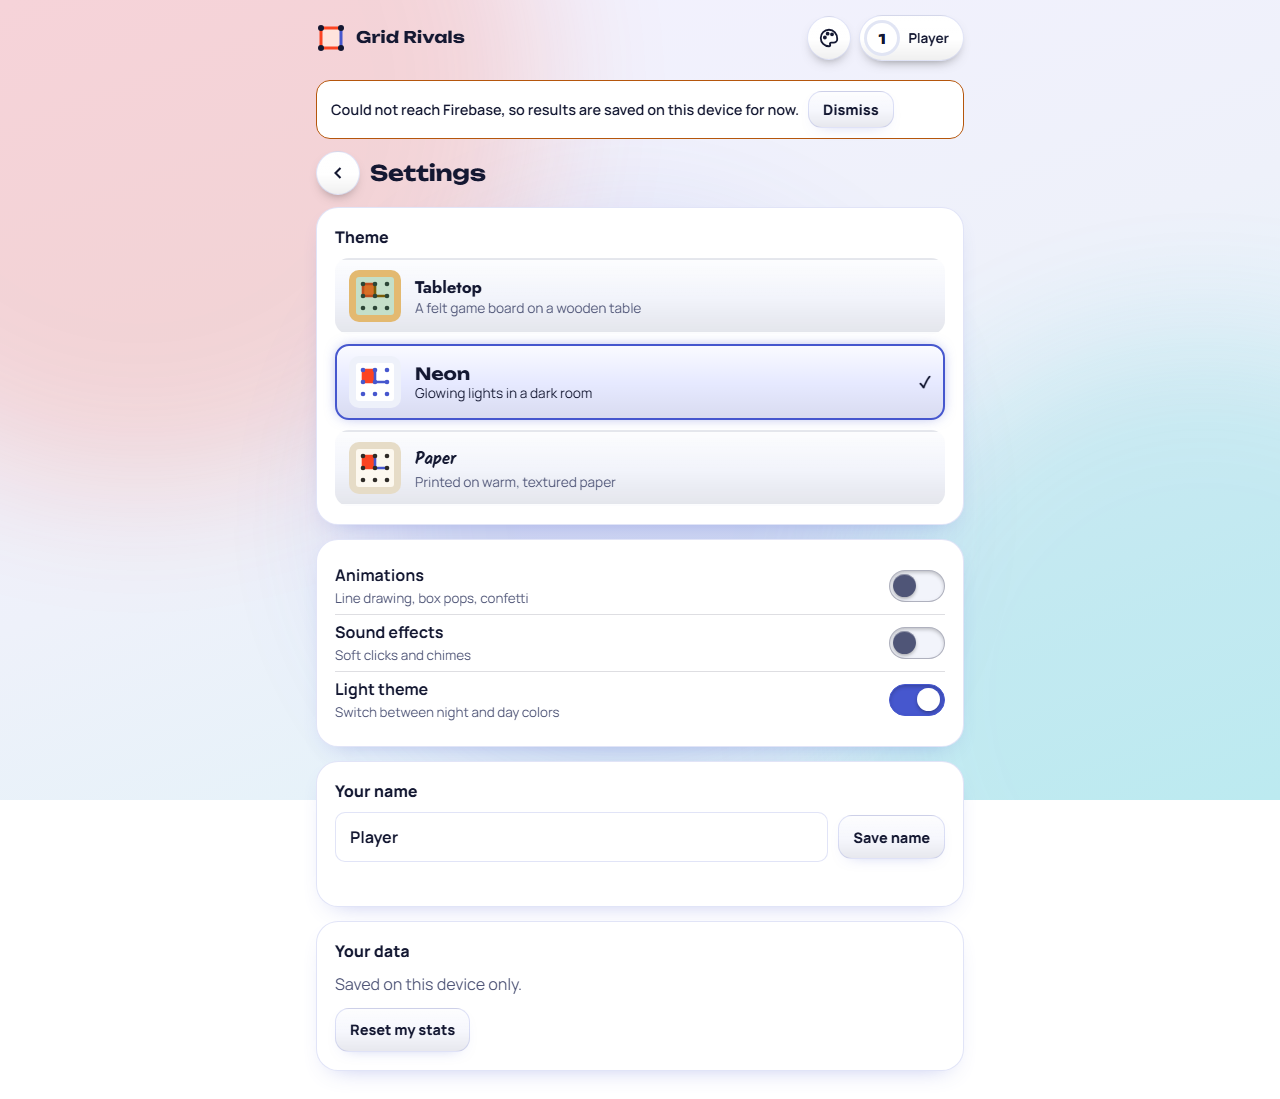 Grid Rivals
1 Player
Could not reach Firebase, so results are saved on this device for now. Dismiss
Settings
Theme
Tabletop
A felt game board on a wooden table
Neon
Glowing lights in a dark room
Paper
Printed on warm, textured paper
Animations
Line drawing, box pops, confetti
Sound effects
Soft clicks and chimes
Light theme
Switch between night and day colors
Your name
Player Save name
Your data
Saved on this device only.
Reset my stats